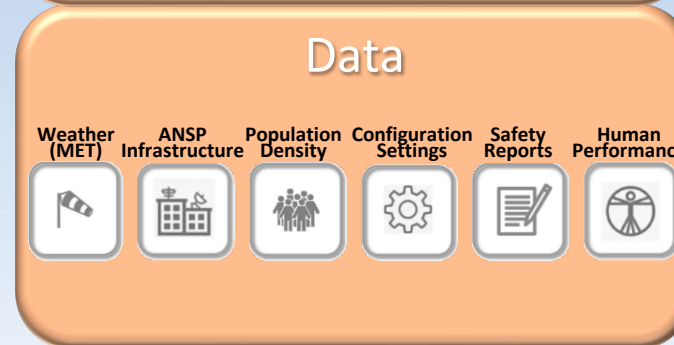 Data
Weather
(MET)
ANSP
Infrastructure
Population
Density
Configuration
Settings
Safety
Reports
Human
Performanc